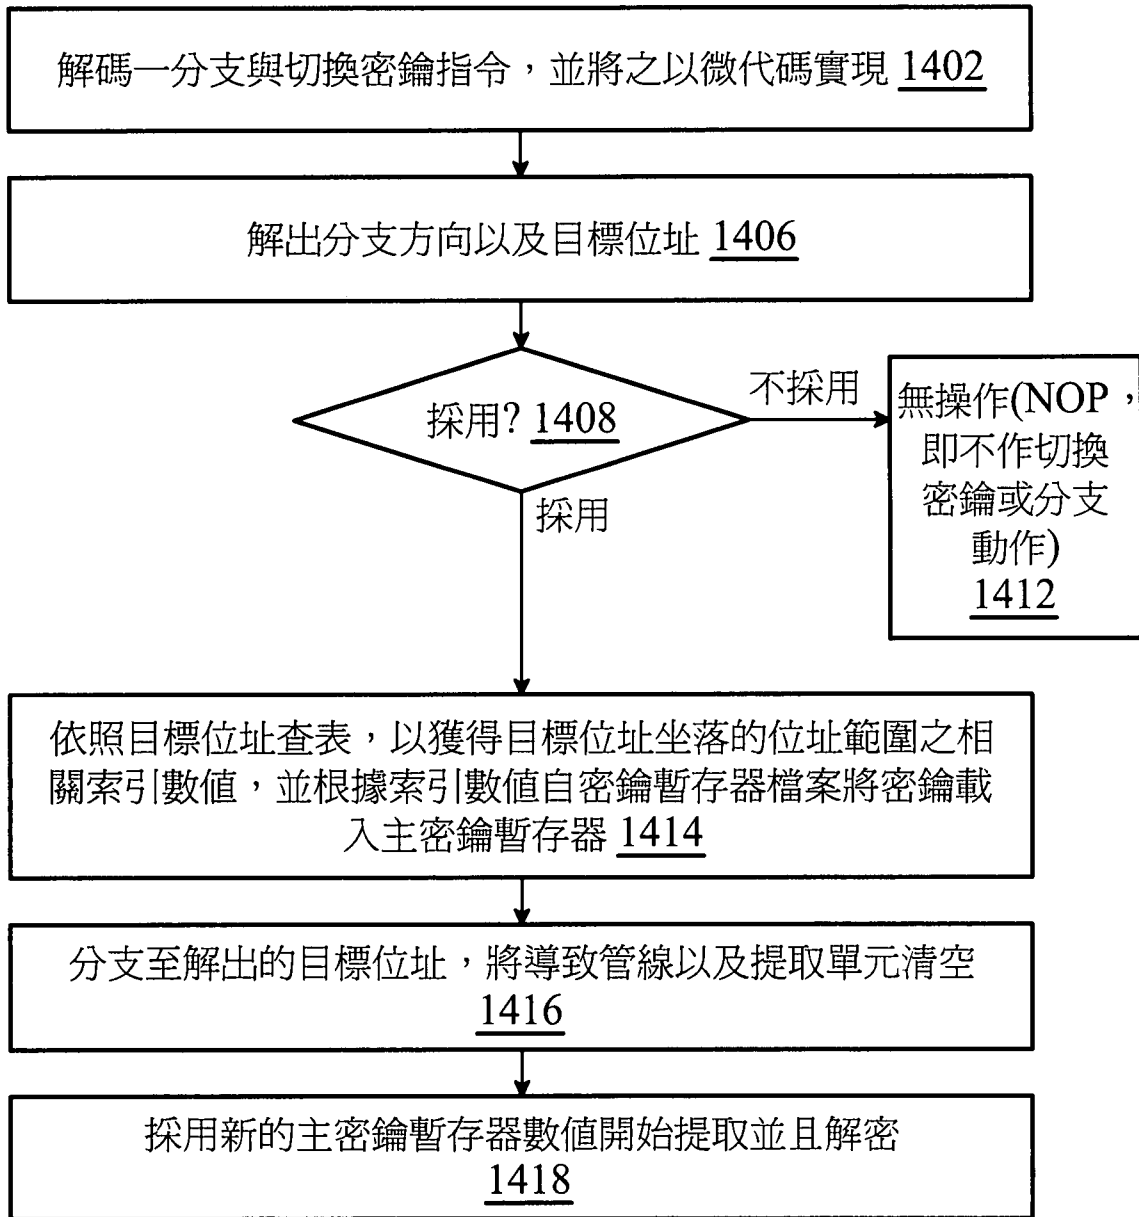 解碼一分支與切換密鑰指令，並將之以微代碼實現 1402
解出分支方向以及目標位址 1406
採用? 1408
不採用
無操作(NOP，
即不作切換
密鑰或分支
動作)
1412
採用
依照目標位址查表，以獲得目標位址坐落的位址範圍之相
關索引數值，並根據索引數值自密鑰暫存器檔案將密鑰載
入主密鑰暫存器 1414
分支至解出的目標位址，將導致管線以及提取單元清空
1416
採用新的主密鑰暫存器數值開始提取並且解密
1418